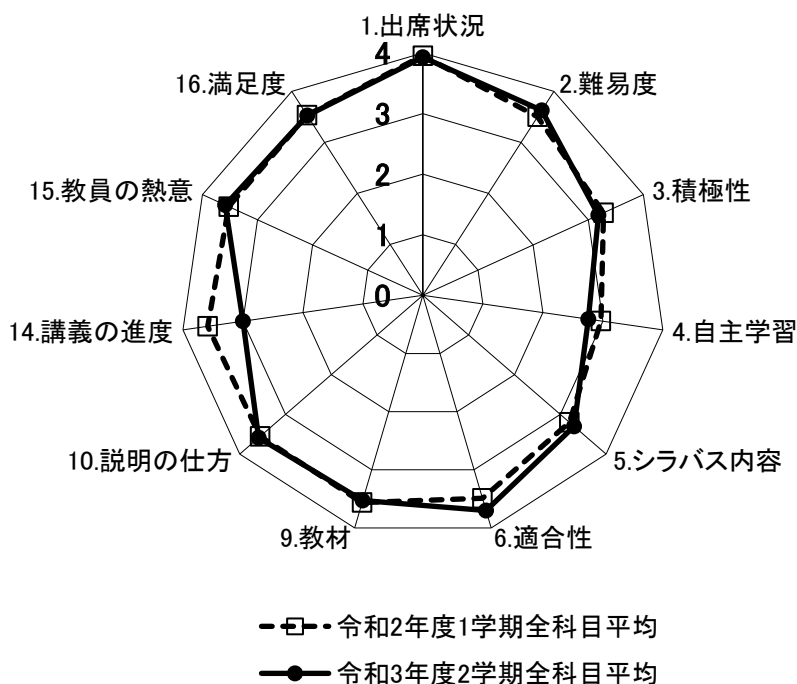 1.出席状況
4
16.満足度
2.難易度
3
15.教員の熱意
2
3.積極性
1
0
14.講義の進度
4.自主学習
10.説明の仕方
5.シラバス内容
9.教材
6.適合性
令和2年度1学期全科目平均
令和3年度2学期全科目平均